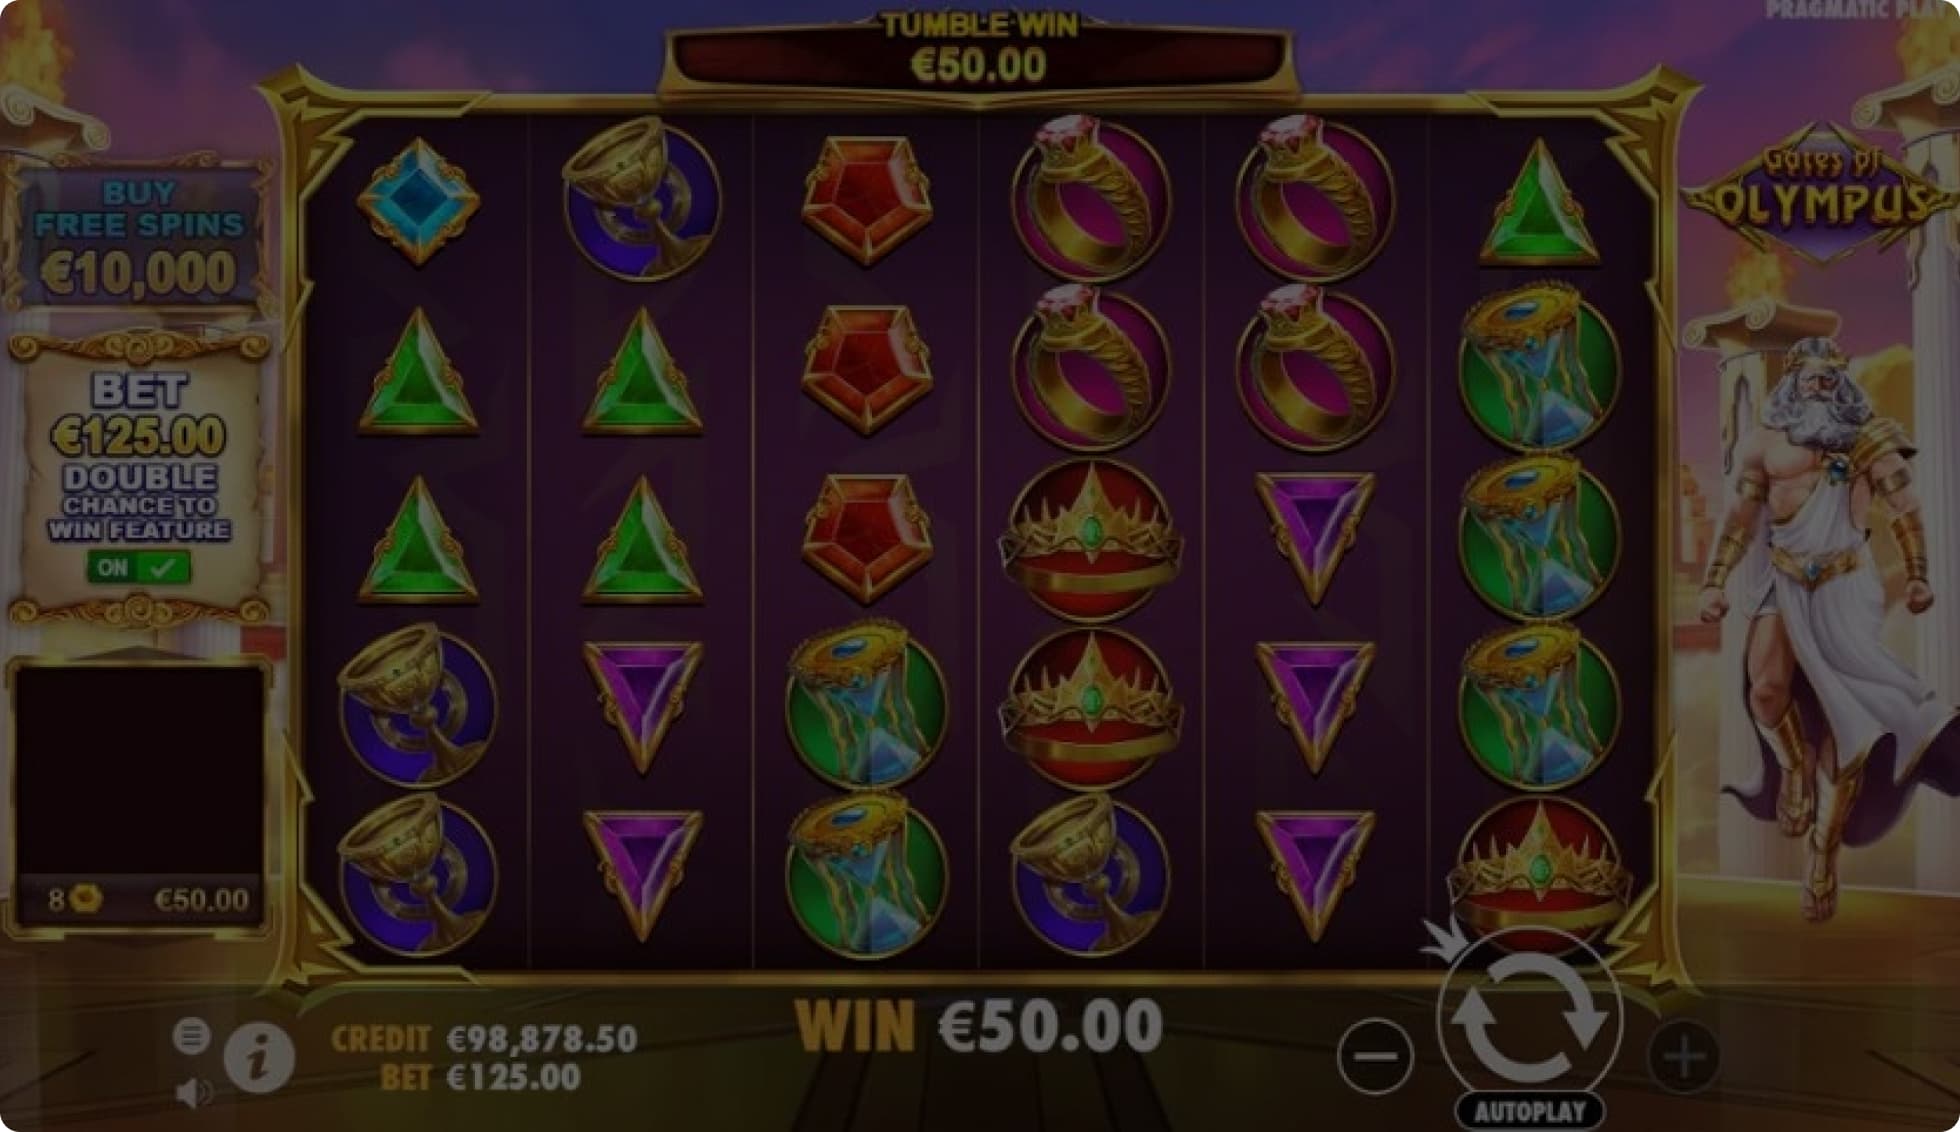 TUMBLE WIN
€50.00
PRAGMATIC PLAY
BUY
FREE SPINS
€10,000
Gates of
OLYMPUS
BET
€125.00
DOUBLE
CHANCE TO
WIN FEATURE
ON
8 €50.00
WIN €50.00
CREDIT €98,878.50
BET €125.00
AUTOPLAY